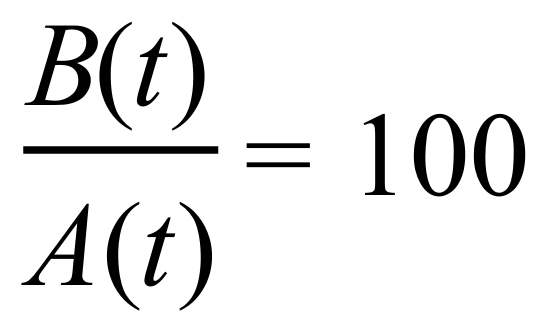 B(t)
A(t) = 100